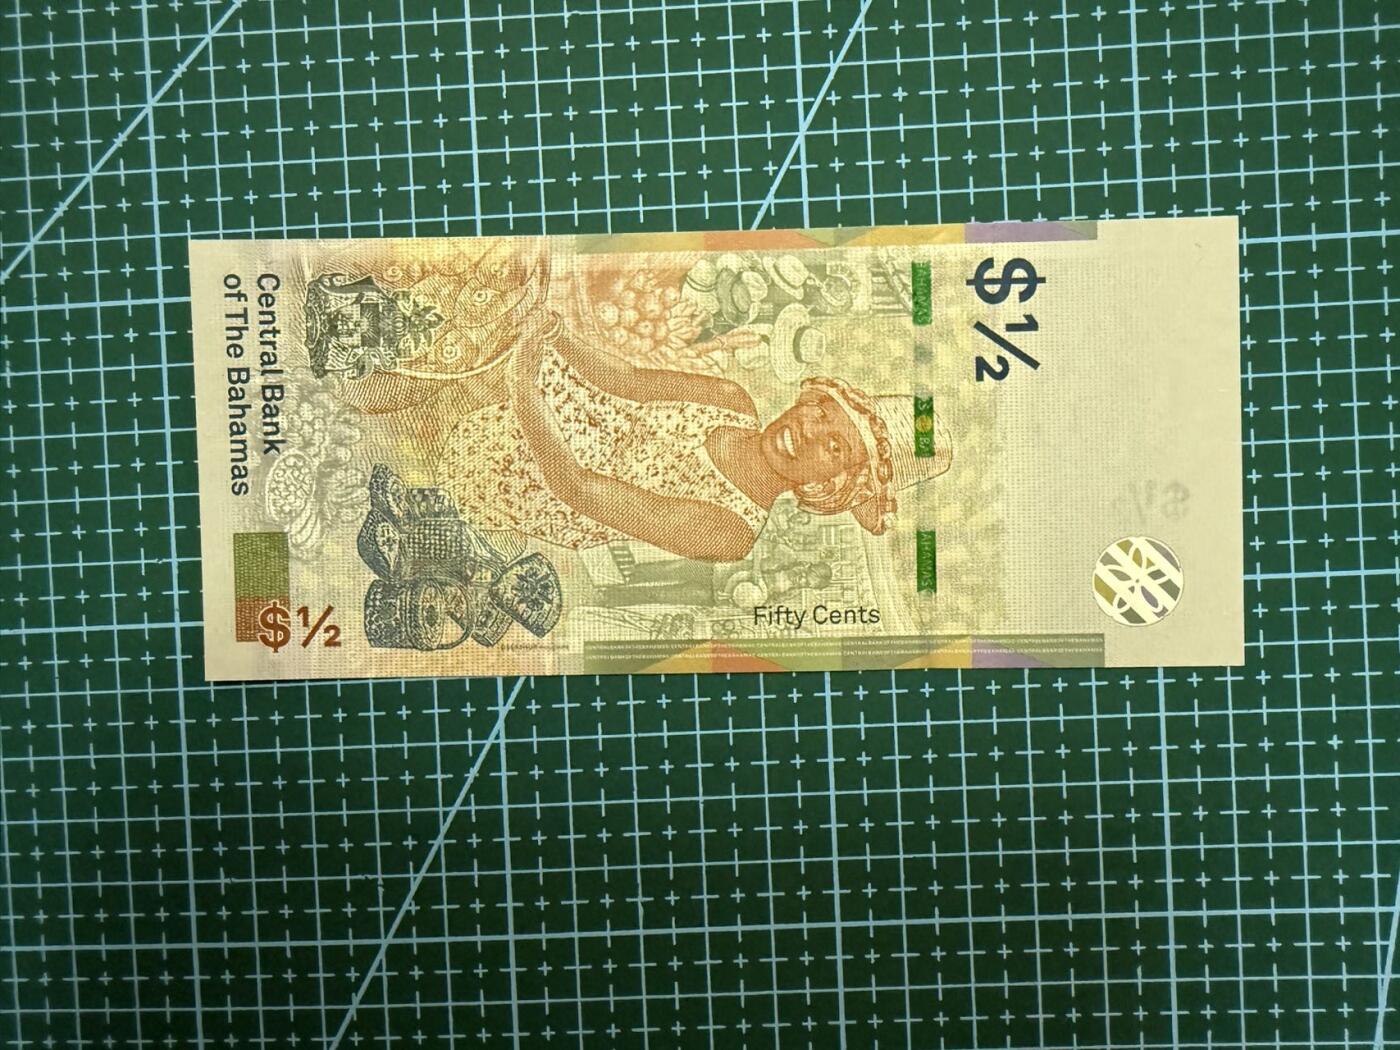 $½
Central Bank
of The Bahamas
Fifty Cents
$½